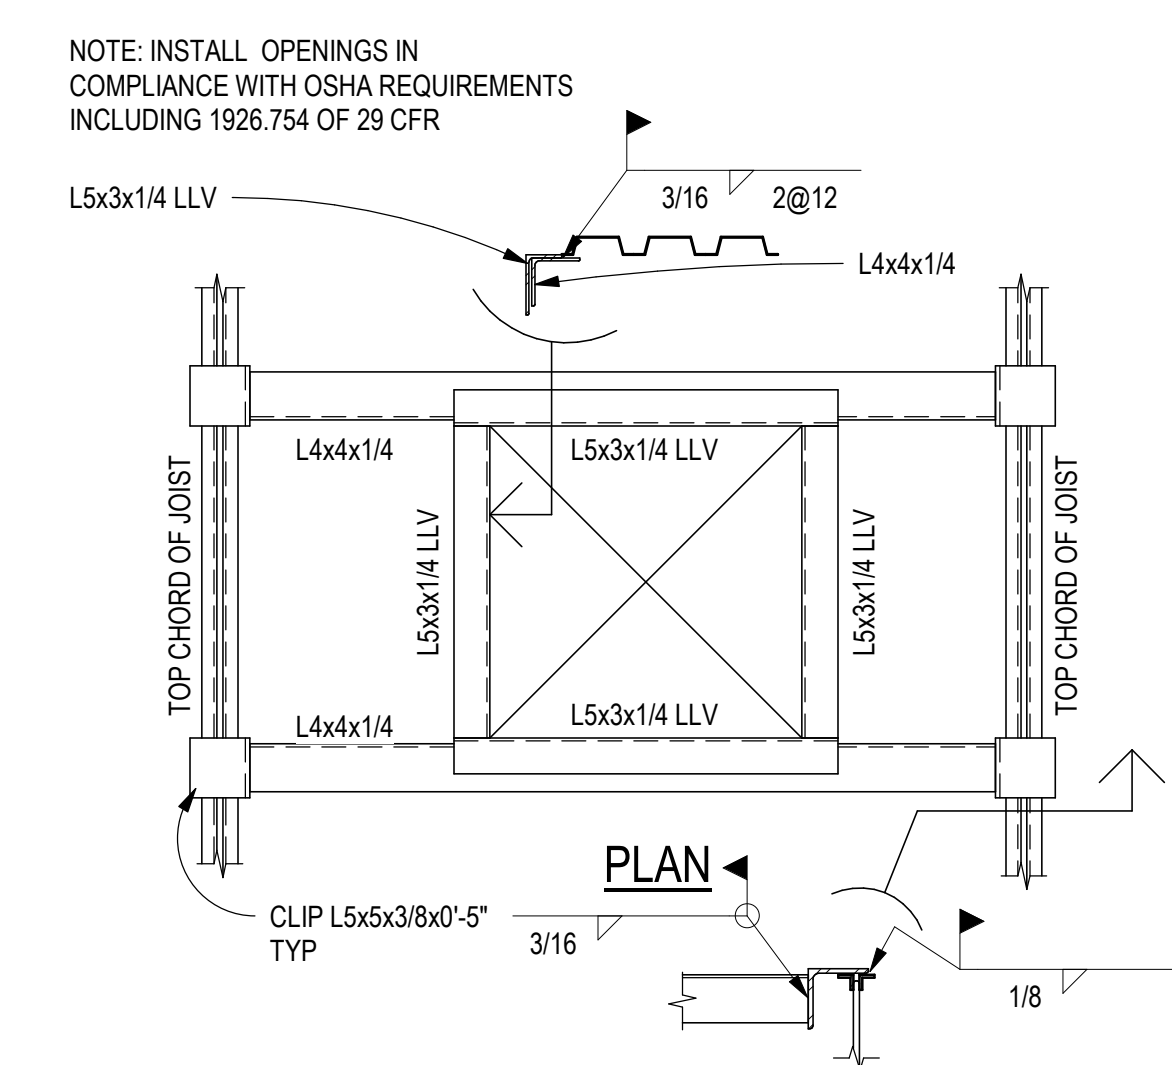 NOTE: INSTALL OPENINGS IN
COMPLIANCE WITH OSHA REQUIREMENTS
INCLUDING 1926.754 OF 29 CFR
L5x3x1/4 LLV
3/16 2@12
L4x4x1/4
L4x4x1/4
L5x3x1/4 LLV
TOP CHORD OF JOIST
L5x3x1/4 LLV
L5x3x1/4 LLV
TOP CHORD OF JOIST
L4x4x1/4
L5x3x1/4 LLV
PLAN
CLIP L5x5x3/8x0'-5"
TYP
3/16
1/8